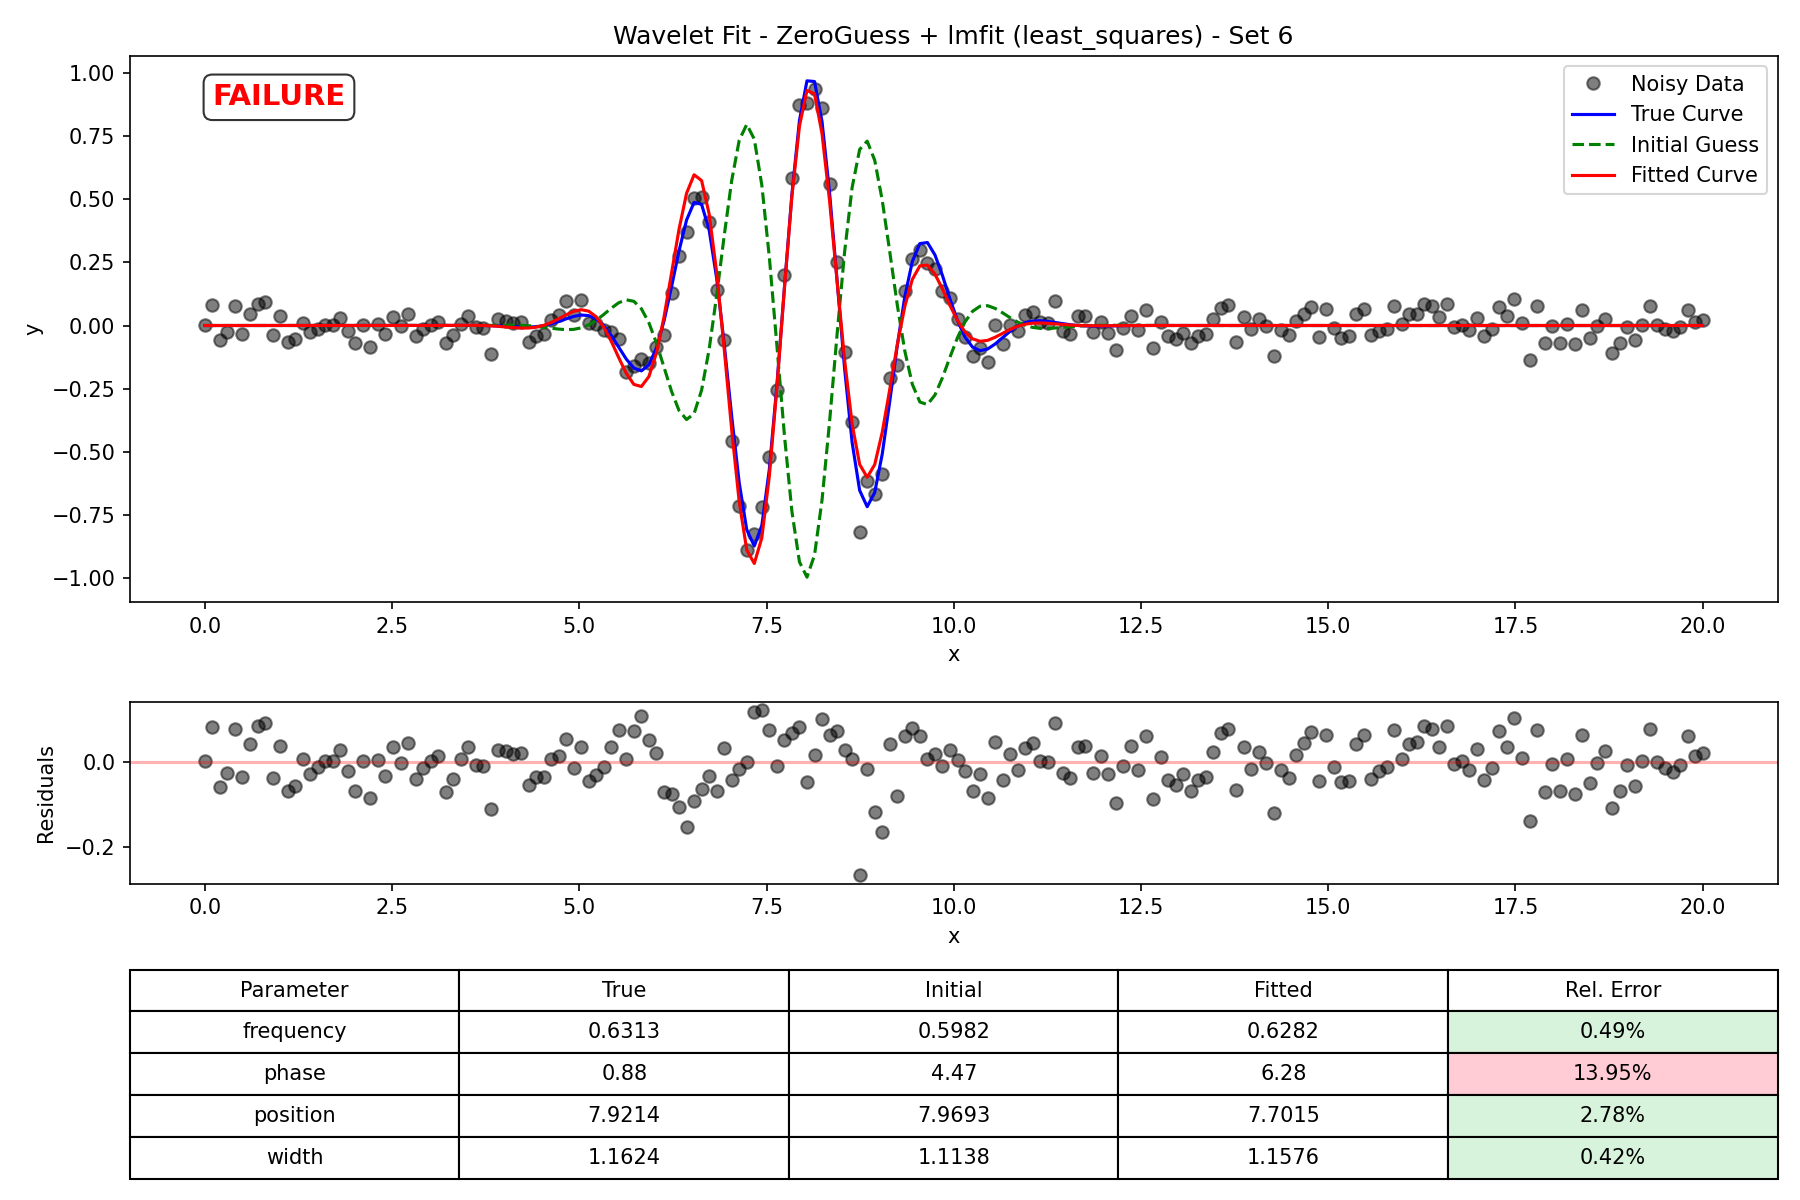 Wavelet Fit - ZeroGuess + lmfit (least_squares) - Set 6
FAILURE
Noisy Data
True Curve
Initial Guess
Fitted Curve
y
1.00
0.75
0.50
0.25
0.00
−0.25
−0.50
−0.75
−1.00
0.0 2.5 5.0 7.5 10.0 12.5 15.0 17.5 20.0
x
Residuals
0.0
−0.2
0.0 2.5 5.0 7.5 10.0 12.5 15.0 17.5 20.0
x
Parameter True Initial Fitted Rel. Error
frequency 0.6313 0.5982 0.6282 0.49%
phase 0.88 4.47 6.28 13.95%
position 7.9214 7.9693 7.7015 2.78%
width 1.1624 1.1138 1.1576 0.42%